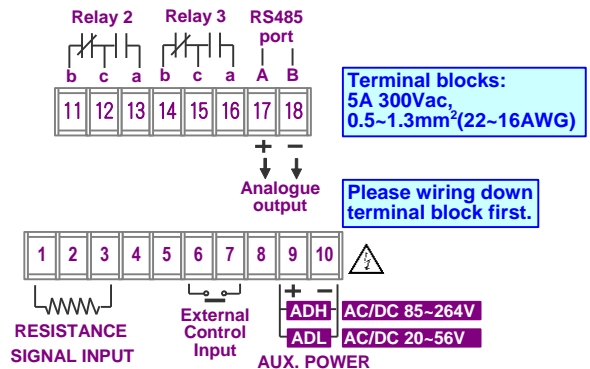 Relay 2 Relay 3 RS485
port
b c a b c a A B
11 12 13 14 15 16 17 18
+ −
Analogue
output
Terminal blocks:
5A 300Vac,
0.5~1.3mm²(22~16AWG)
Please wiring down
terminal block first.
1 2 3 4 5 6 7 8 9 10
+ −
RESISTANCE
SIGNAL INPUT
External
Control
Input
ADH AC/DC 85~264V
ADL AC/DC 20~56V
AUX. POWER